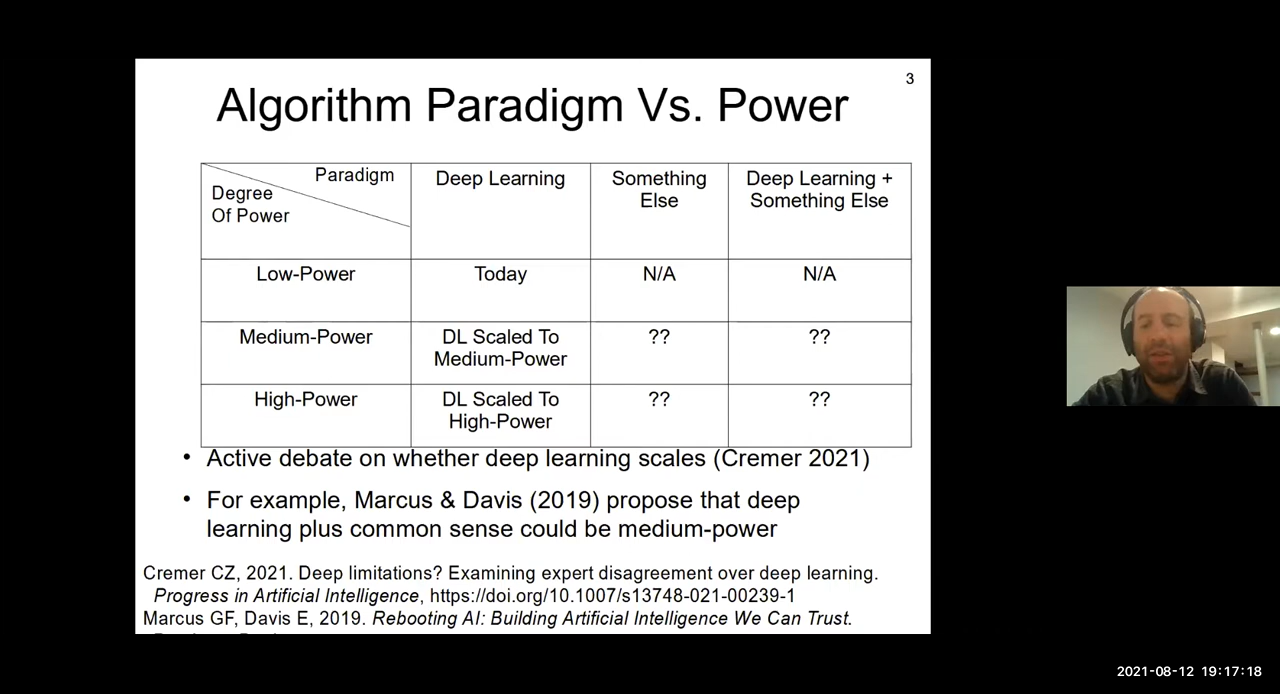 3
Algorithm Paradigm Vs. Power
Paradigm
Degree
Of Power
Deep Learning
Something
Else
Deep Learning +
Something Else
Low-Power
Today
N/A
N/A
Medium-Power
DL Scaled To
Medium-Power
??
??
High-Power
DL Scaled To
High-Power
??
??
• Active debate on whether deep learning scales (Cremer 2021)
• For example, Marcus & Davis (2019) propose that deep
learning plus common sense could be medium-power
Cremer CZ, 2021. Deep limitations? Examining expert disagreement over deep learning.
Progress in Artificial Intelligence, https://doi.org/10.1007/s13748-021-00239-1
Marcus GF, Davis E, 2019. Rebooting AI: Building Artificial Intelligence We Can Trust.
2021-08-12 19:17:18